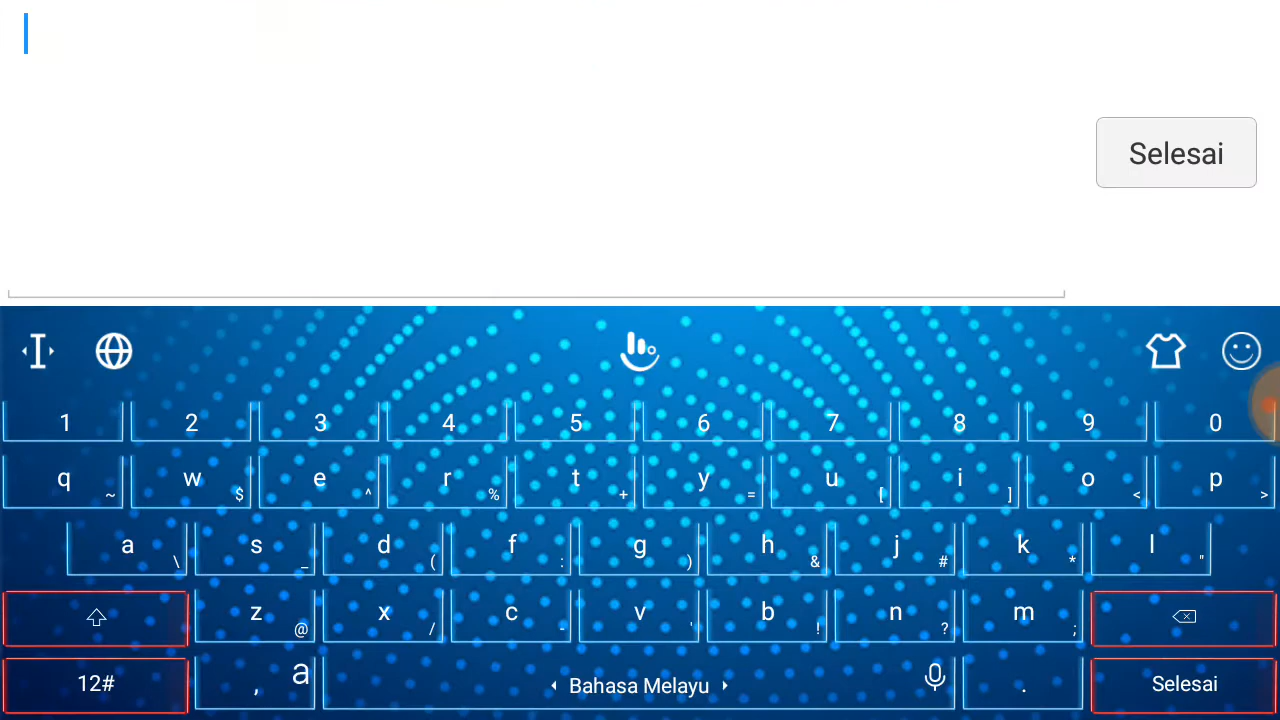 Selesai
1 2 3 4 5 6 7 8 9 0
q ~ w $ e ^ r % t + y = u [ i ] o < p >
a \ s _ d ( f : g ) h & j # k * l "
z @ x / c - v ' b ! n ? m ;
12# , a Bahasa Melayu . Selesai